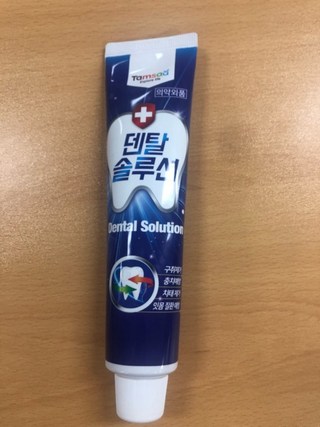 Tamsaa
의약외품
덴탈
솔루션
Dental Solution
구취제거
충치예방
치태제거
잇몸 질환예방